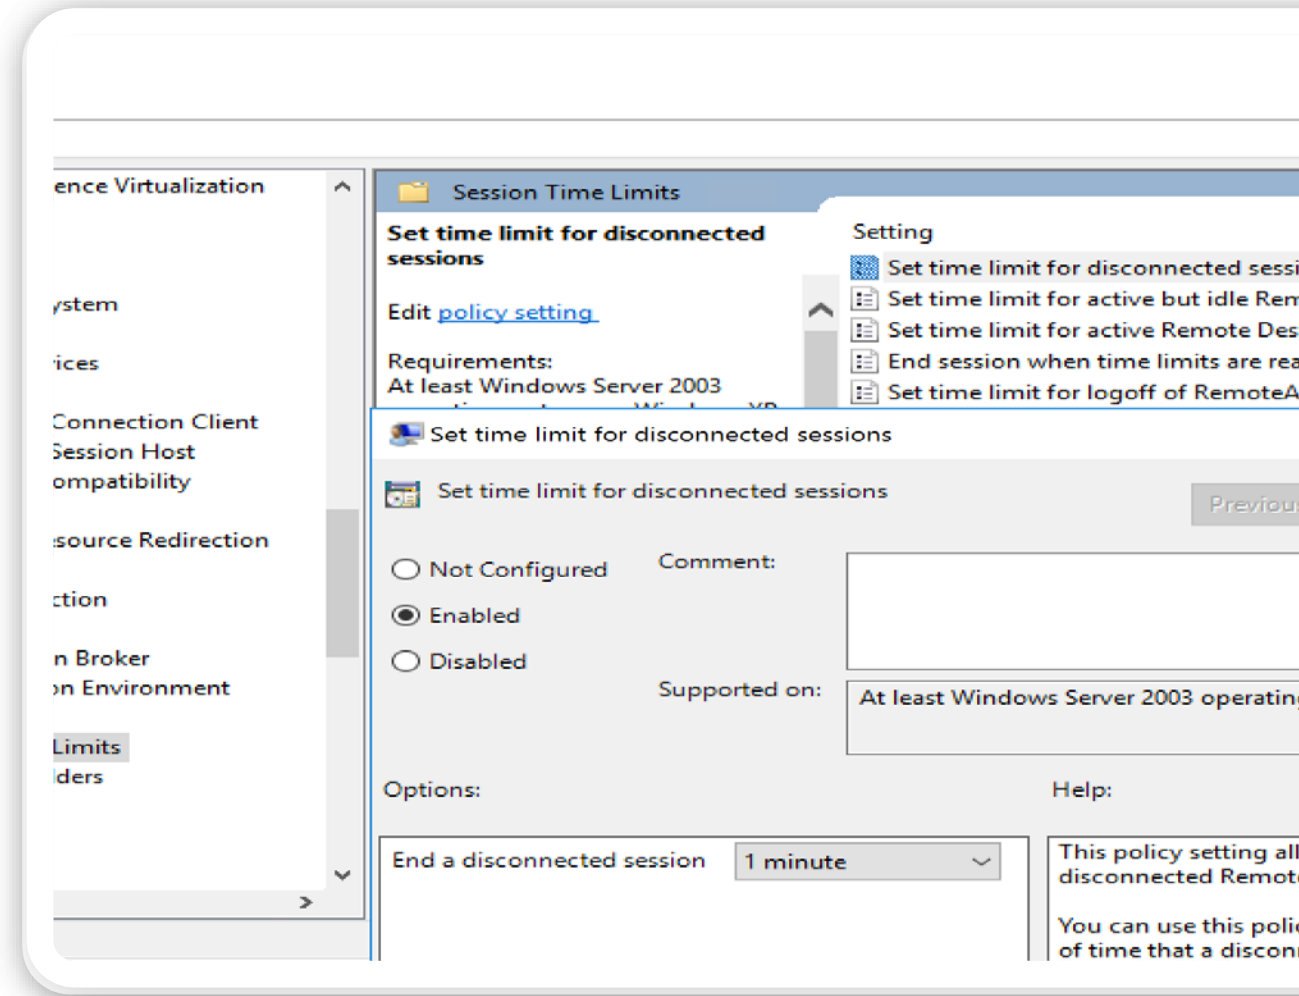 ence Virtualization
ystem
ices
Connection Client
Session Host
ompatibility
source Redirection
ction
n Broker
on Environment
Limits
lders
Session Time Limits
Set time limit for disconnected
sessions
Edit policy setting
Requirements:
At least Windows Server 2003
Setting
Set time limit for disconnected sessi
Set time limit for active but idle Rem
Set time limit for active Remote Des
End session when time limits are rea
Set time limit for logoff of RemoteA
Set time limit for disconnected sessions
Set time limit for disconnected sessions
Previous
Not Configured
Enabled
Disabled
Comment:
Supported on:
At least Windows Server 2003 operating
Options:
Help:
End a disconnected session
1 minute
This policy setting all
disconnected Remote
You can use this polic
of time that a disconn